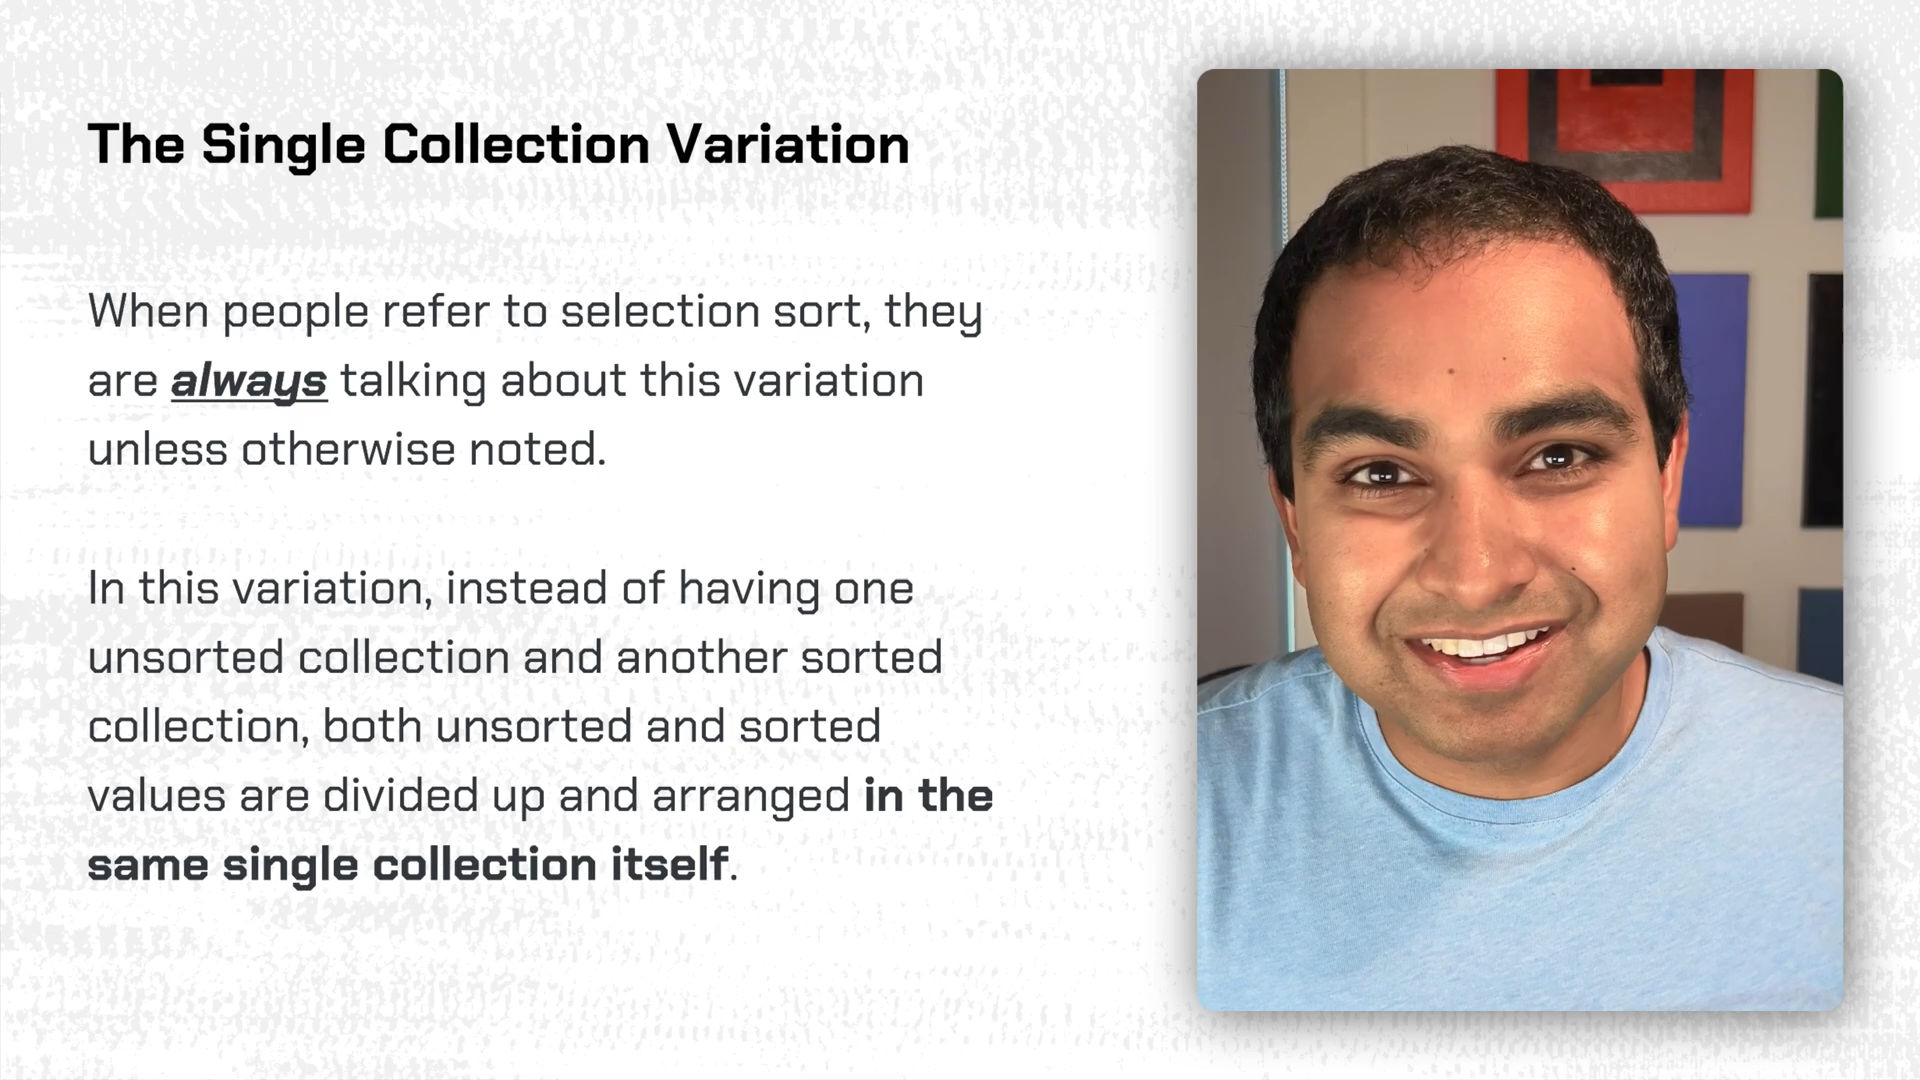 The Single Collection Variation
When people refer to selection sort, they
are always talking about this variation
unless otherwise noted.
In this variation, instead of having one
unsorted collection and another sorted
collection, both unsorted and sorted
values are divided up and arranged in the
same single collection itself.